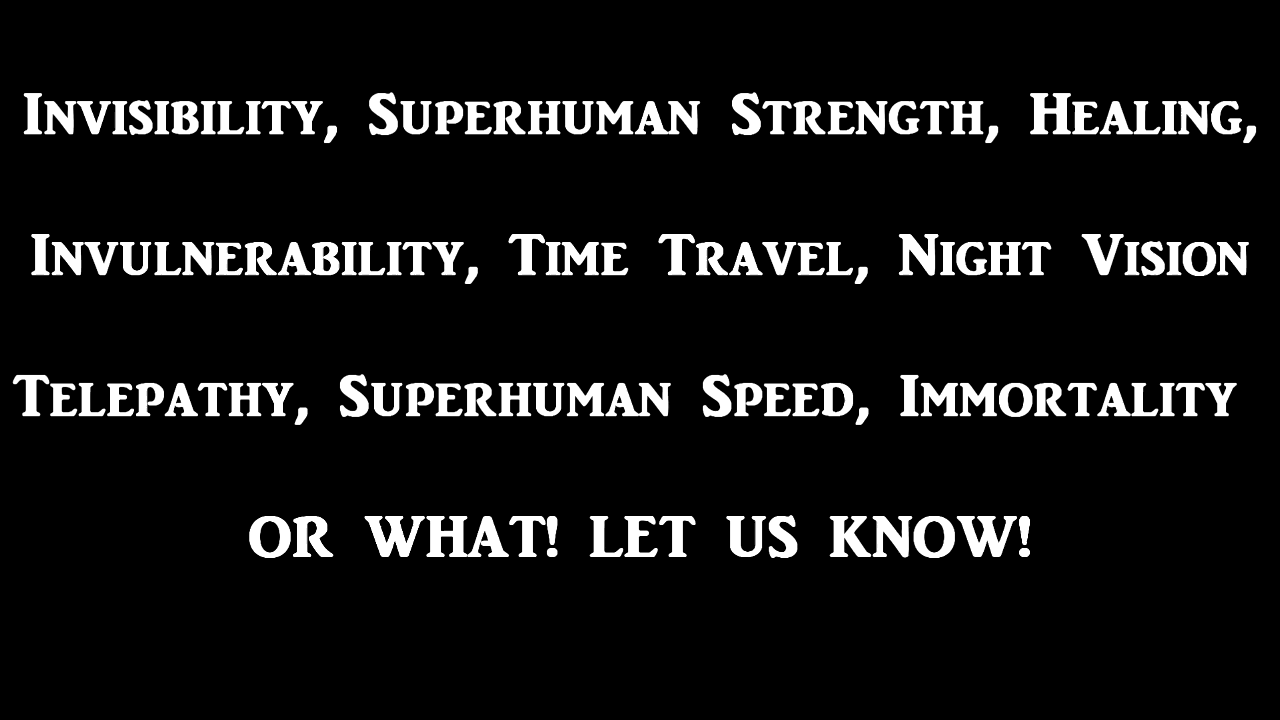 Invisibility, Superhuman Strength, Healing,
Invulnerability, Time Travel, Night Vision
Telepathy, Superhuman Speed, Immortality
OR WHAT! LET US KNOW!